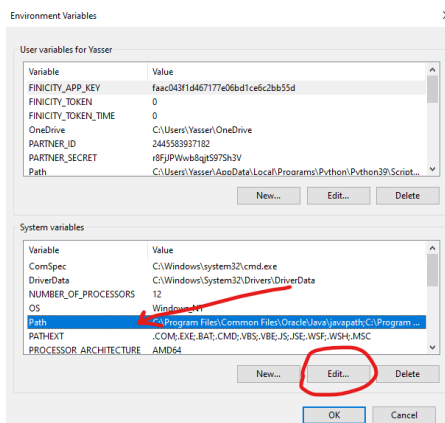 Environment Variables
User variables for Yasser
Variable Value
FINICITY_APP_KEY faac043f1d467177e06bd1ce6c2bb55d
FINICITY_TOKEN 0
FINICITY_TOKEN_TIME 0
OneDrive C:\Users\Yasser\OneDrive
PARTNER_ID 2445583937182
PARTNER_SECRET r8FjJPWwb8qjtS97Sh3V
Path C:\Users\Yasser\AppData\Local\Programs\Python\Python39\Script...
New... Edit... Delete
System variables
Variable Value
ComSpec C:\Windows\system32\cmd.exe
DriverData C:\Windows\System32\Drivers\DriverData
NUMBER_OF_PROCESSORS 12
OS Windows_NT
Path C:\Program Files\Common Files\Oracle\Java\javapath;C:\Program ...
PATHEXT .COM;.EXE;.BAT;.CMD;.VBS;.VBE;.JS;.JSE;.WSF;.WSH;.MSC
PROCESSOR_ARCHITECTURE AMD64
New... Edit... Delete
OK Cancel